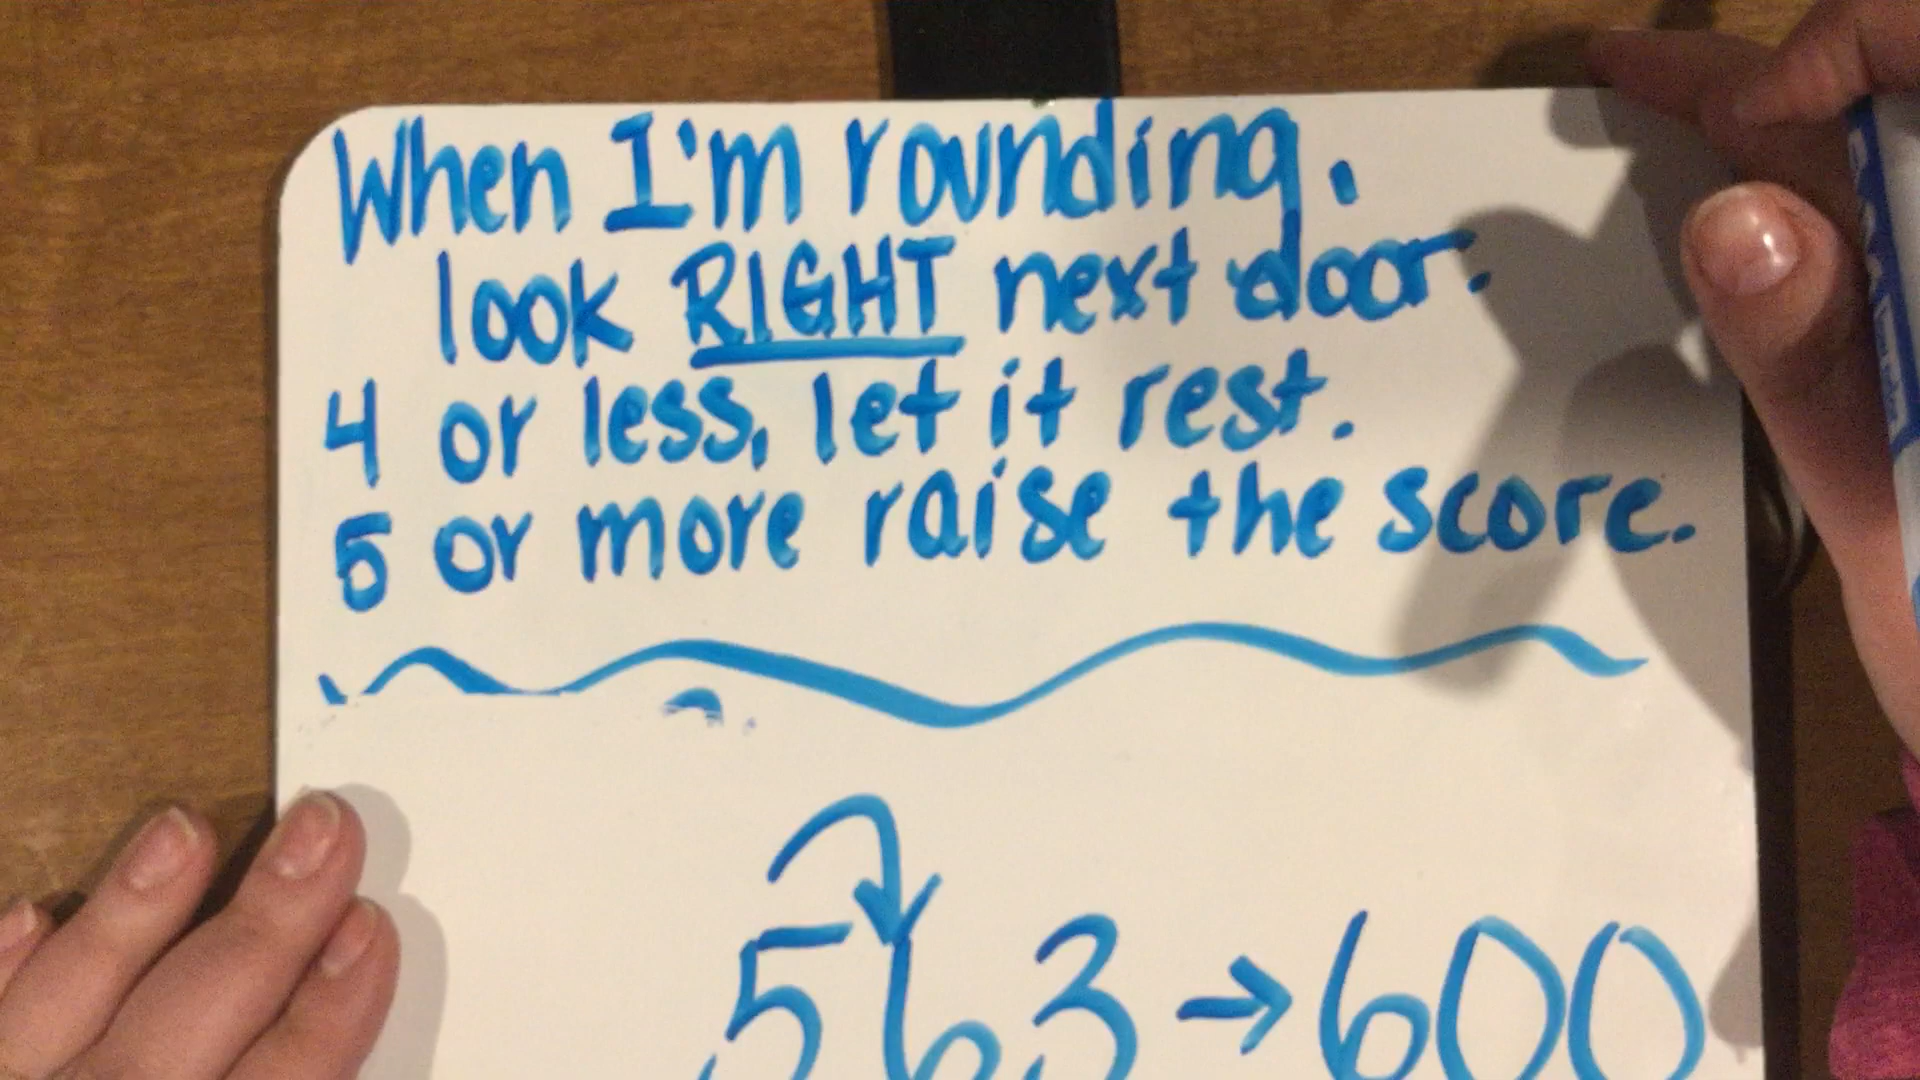 When I'm rounding.
look RIGHT next door.
4 or less, let it rest.
5 or more raise the score.
563 → 600